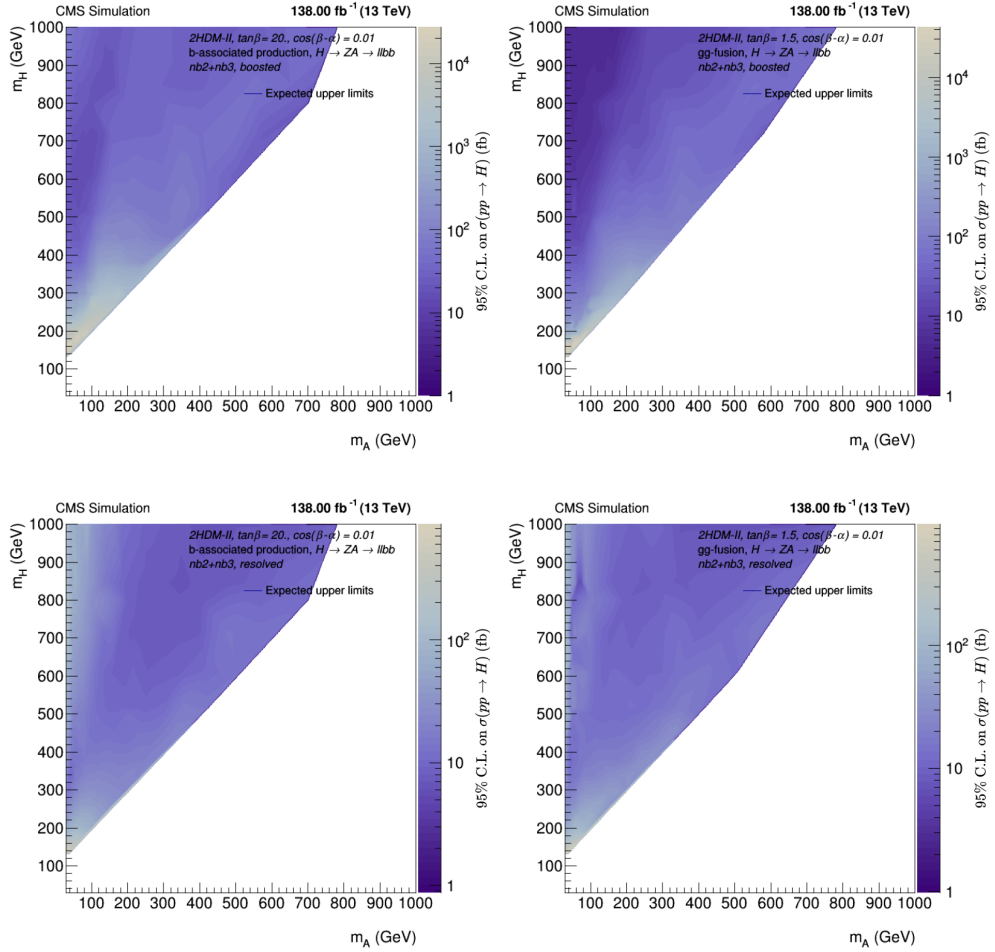 CMS Simulation 138.00 fb⁻¹ (13 TeV)
2HDM-II, tanβ= 20., cos(β-α) = 0.01
b-associated production, H → ZA → llbb
nb2+nb3, boosted
Expected upper limits
m_H (GeV)
1000
900
800
700
600
500
400
300
200
100
100 200 300 400 500 600 700 800 900 1000
m_A (GeV)
10⁴
10³
10²
10
1
95% C.L. on σ(pp → H) (fb)
CMS Simulation 138.00 fb⁻¹ (13 TeV)
2HDM-II, tanβ= 1.5, cos(β-α) = 0.01
gg-fusion, H → ZA → llbb
nb2+nb3, boosted
Expected upper limits
m_H (GeV)
1000
900
800
700
600
500
400
300
200
100
100 200 300 400 500 600 700 800 900 1000
m_A (GeV)
10⁴
10³
10²
10
1
95% C.L. on σ(pp → H) (fb)
CMS Simulation 138.00 fb⁻¹ (13 TeV)
2HDM-II, tanβ= 20., cos(β-α) = 0.01
b-associated production, H → ZA → llbb
nb2+nb3, resolved
Expected upper limits
m_H (GeV)
1000
900
800
700
600
500
400
300
200
100
100 200 300 400 500 600 700 800 900 1000
m_A (GeV)
10²
10
1
95% C.L. on σ(pp → H) (fb)
CMS Simulation 138.00 fb⁻¹ (13 TeV)
2HDM-II, tanβ= 1.5, cos(β-α) = 0.01
gg-fusion, H → ZA → llbb
nb2+nb3, resolved
Expected upper limits
m_H (GeV)
1000
900
800
700
600
500
400
300
200
100
100 200 300 400 500 600 700 800 900 1000
m_A (GeV)
10²
10
1
95% C.L. on σ(pp → H) (fb)